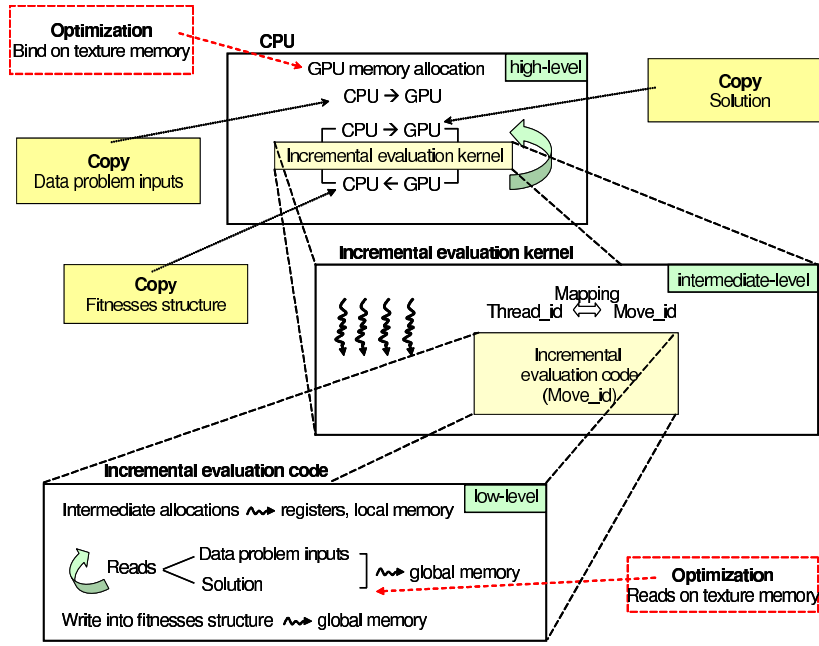 Optimization
Bind on texture memory
CPU
GPU memory allocation
high-level
CPU → GPU
Copy
Solution
CPU → GPU
Incremental evaluation kernel
CPU ← GPU
Copy
Data problem inputs
Copy
Fitnesses structure
Incremental evaluation kernel
intermediate-level
Mapping
Thread_id ⇔ Move_id
Incremental
evaluation code
(Move_id)
Incremental evaluation code
low-level
Intermediate allocations registers, local memory
Reads
Data problem inputs
Solution
global memory
Write into fitnesses structure global memory
Optimization
Reads on texture memory